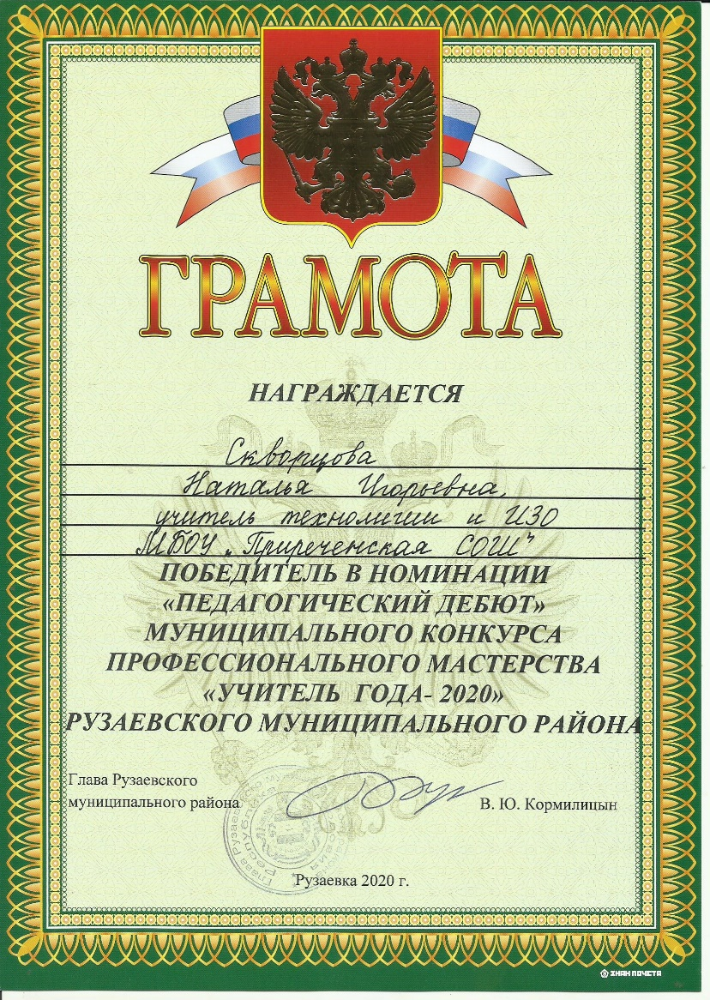 ГРАМОТА
НАГРАЖДАЕТСЯ
Скворцова
Наталья Игорьевна,
учитель технологии и ИЗО
МБОУ „Приреченская СОШ"
ПОБЕДИТЕЛЬ В НОМИНАЦИИ
«ПЕДАГОГИЧЕСКИЙ ДЕБЮТ»
МУНИЦИПАЛЬНОГО КОНКУРСА
ПРОФЕССИОНАЛЬНОГО МАСТЕРСТВА
«УЧИТЕЛЬ ГОДА- 2020»
РУЗАЕВСКОГО МУНИЦИПАЛЬНОГО РАЙОНА
Глава Рузаевского
муниципального района
В. Ю. Кормилицын
Рузаевка 2020 г.
ЗНАК ПОЧЕТА